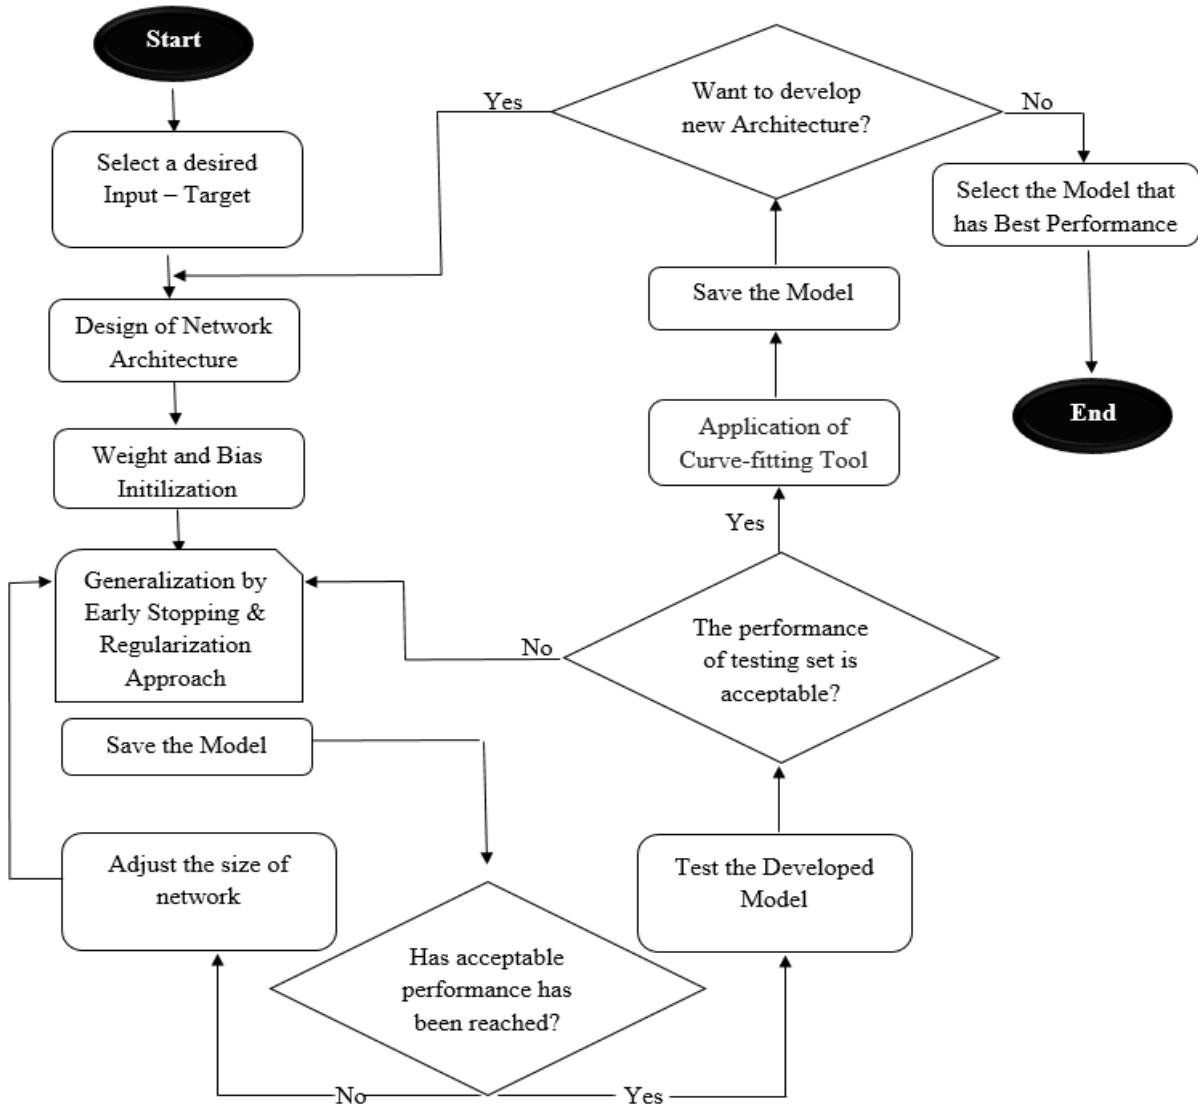 Start
Select a desired
Input – Target
Design of Network
Architecture
Weight and Bias
Initilization
Generalization by
Early Stopping &
Regularization
Approach
Save the Model
Adjust the size of
network
Has acceptable
performance has
been reached?
No
Yes
Test the Developed
Model
The performance
of testing set is
acceptable?
No
Yes
Application of
Curve-fitting Tool
Save the Model
Want to develop
new Architecture?
Yes
No
Select the Model that
has Best Performance
End